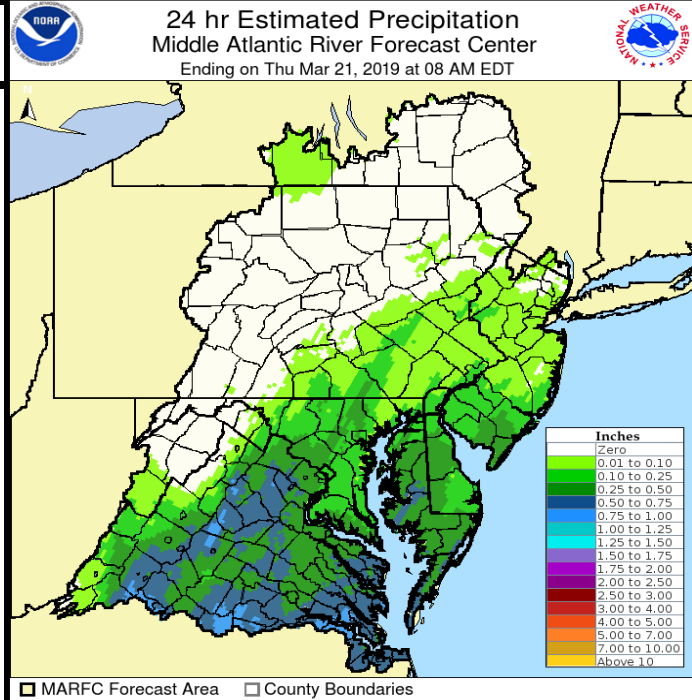 24 hr Estimated Precipitation
Middle Atlantic River Forecast Center
Ending on Thu Mar 21, 2019 at 08 AM EDT
NOAA
NATIONAL WEATHER SERVICE
N
Inches
Zero
0.01 to 0.10
0.10 to 0.25
0.25 to 0.50
0.50 to 0.75
0.75 to 1.00
1.00 to 1.25
1.25 to 1.50
1.50 to 1.75
1.75 to 2.00
2.00 to 2.50
2.50 to 3.00
3.00 to 4.00
4.00 to 5.00
5.00 to 7.00
7.00 to 10.00
Above 10
MARFC Forecast Area
County Boundaries